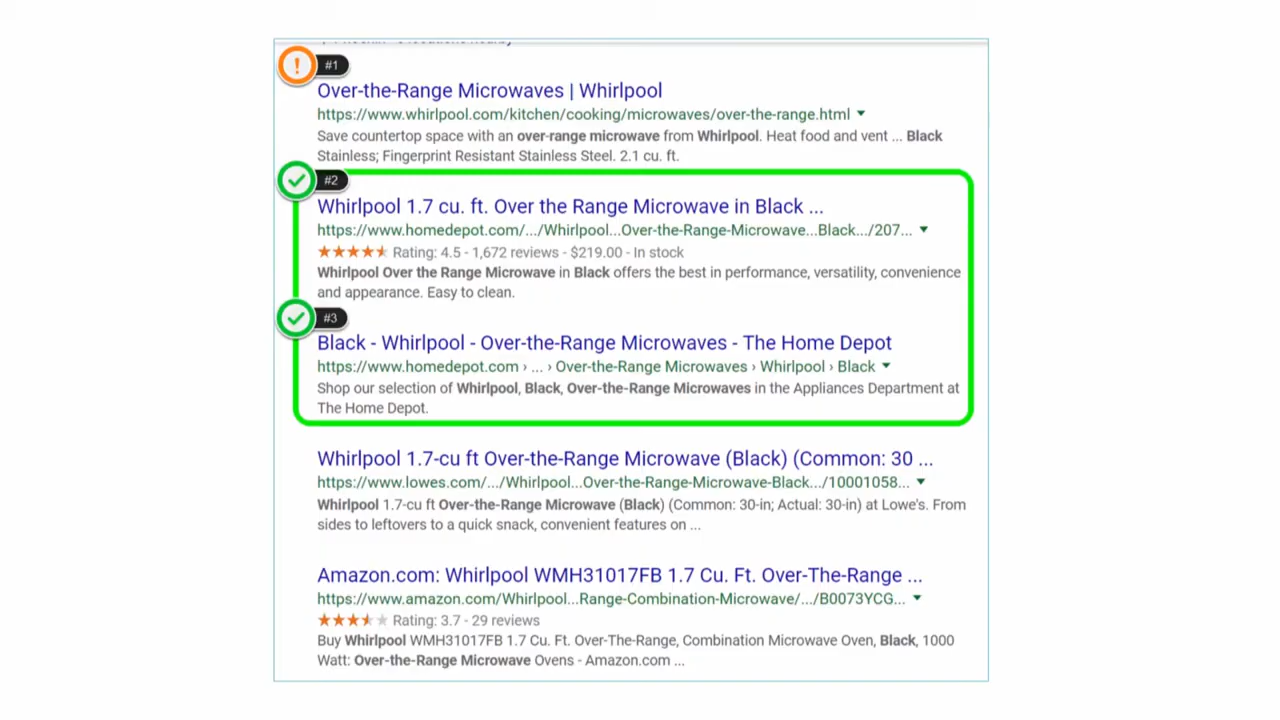 #1
Over-the-Range Microwaves | Whirlpool
https://www.whirlpool.com/kitchen/cooking/microwaves/over-the-range.html
Save countertop space with an over-range microwave from Whirlpool. Heat food and vent ... Black
Stainless; Fingerprint Resistant Stainless Steel. 2.1 cu. ft.
#2
Whirlpool 1.7 cu. ft. Over the Range Microwave in Black ...
https://www.homedepot.com/.../Whirlpool...Over-the-Range-Microwave...Black.../207...
Rating: 4.5 - 1,672 reviews - $219.00 - In stock
Whirlpool Over the Range Microwave in Black offers the best in performance, versatility, convenience
and appearance. Easy to clean.
#3
Black - Whirlpool - Over-the-Range Microwaves - The Home Depot
https://www.homedepot.com › ... › Over-the-Range Microwaves › Whirlpool › Black
Shop our selection of Whirlpool, Black, Over-the-Range Microwaves in the Appliances Department at
The Home Depot.
Whirlpool 1.7-cu ft Over-the-Range Microwave (Black) (Common: 30 ...
https://www.lowes.com/.../Whirlpool...Over-the-Range-Microwave-Black.../10001058...
Whirlpool 1.7-cu ft Over-the-Range Microwave (Black) (Common: 30-in; Actual: 30-in) at Lowe's. From
sides to leftovers to a quick snack, convenient features on ...
Amazon.com: Whirlpool WMH31017FB 1.7 Cu. Ft. Over-The-Range ...
https://www.amazon.com/Whirlpool...Range-Combination-Microwave/.../B0073YCG...
Rating: 3.7 - 29 reviews
Buy Whirlpool WMH31017FB 1.7 Cu. Ft. Over-The-Range, Combination Microwave Oven, Black, 1000
Watt: Over-the-Range Microwave Ovens - Amazon.com ...